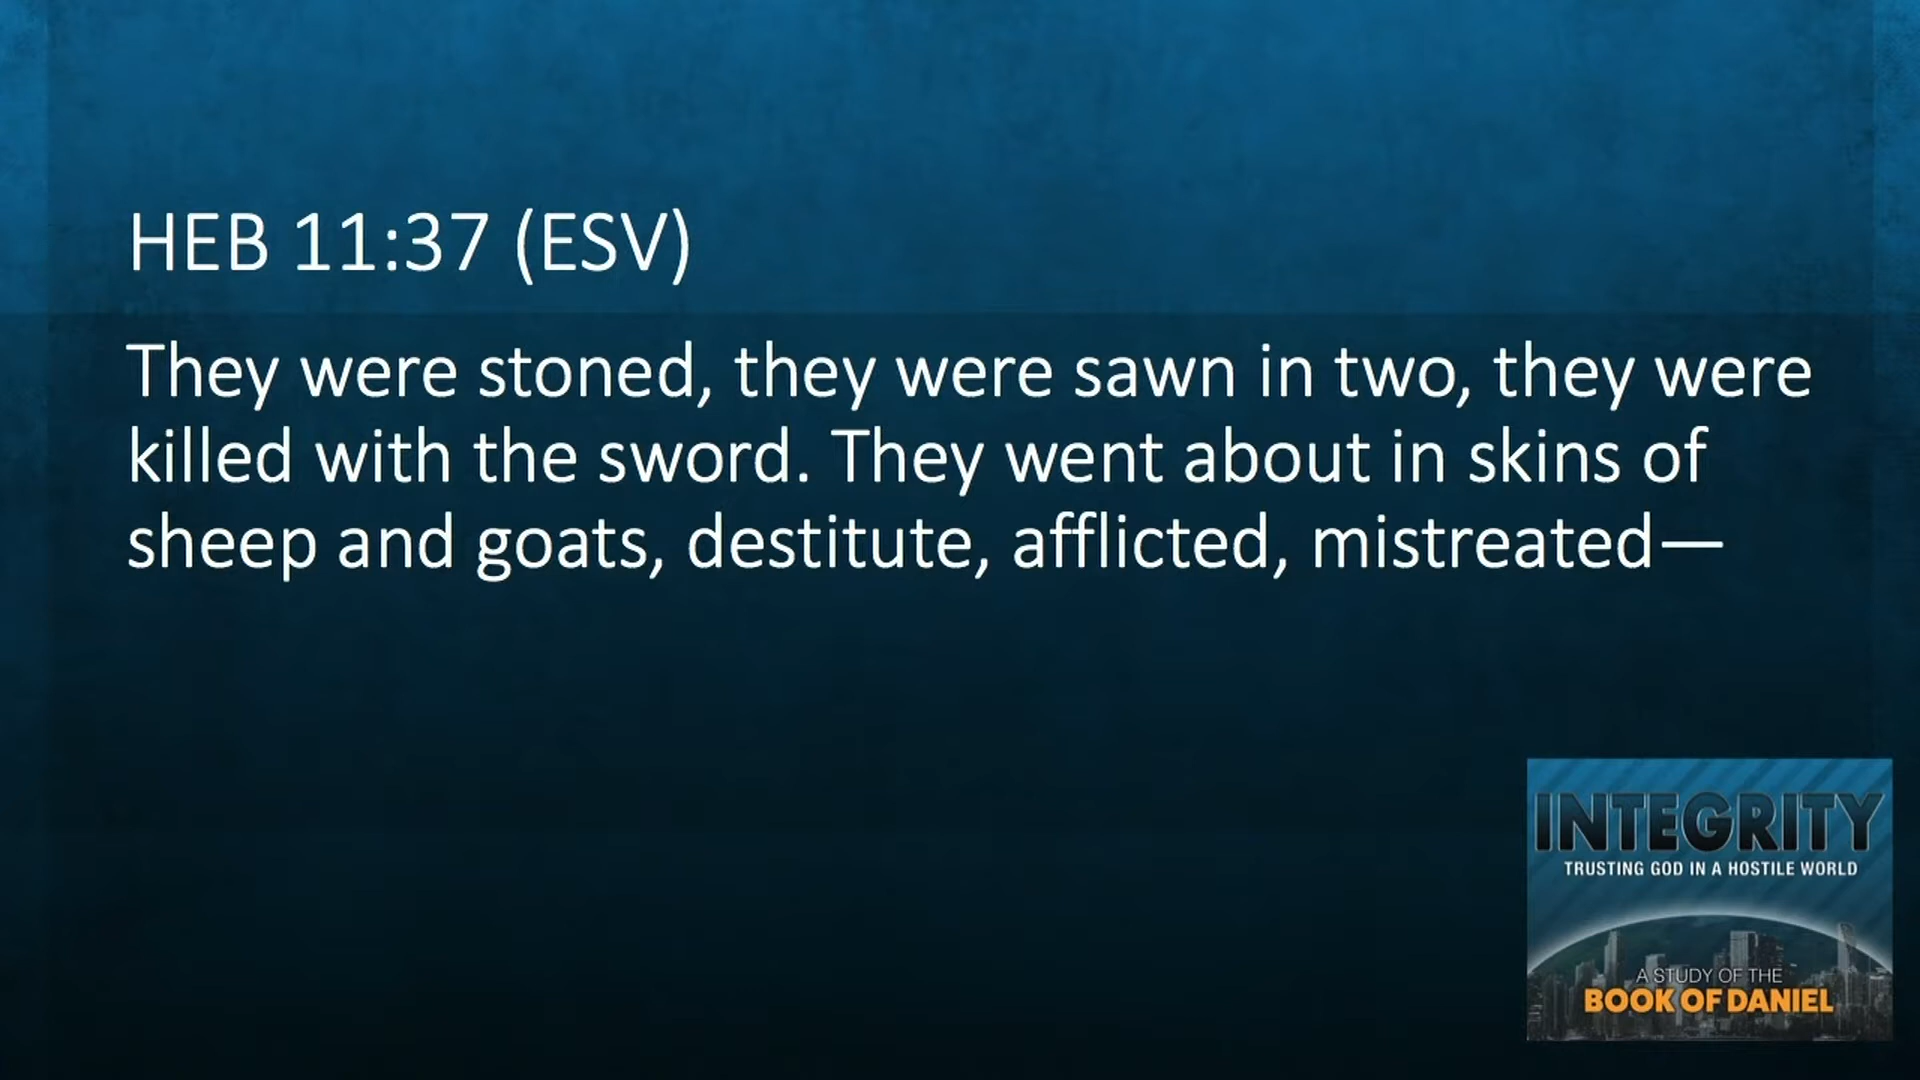 HEB 11:37 (ESV)
They were stoned, they were sawn in two, they were
killed with the sword. They went about in skins of
sheep and goats, destitute, afflicted, mistreated—
INTEGRITY
TRUSTING GOD IN A HOSTILE WORLD
A STUDY OF THE
BOOK OF DANIEL